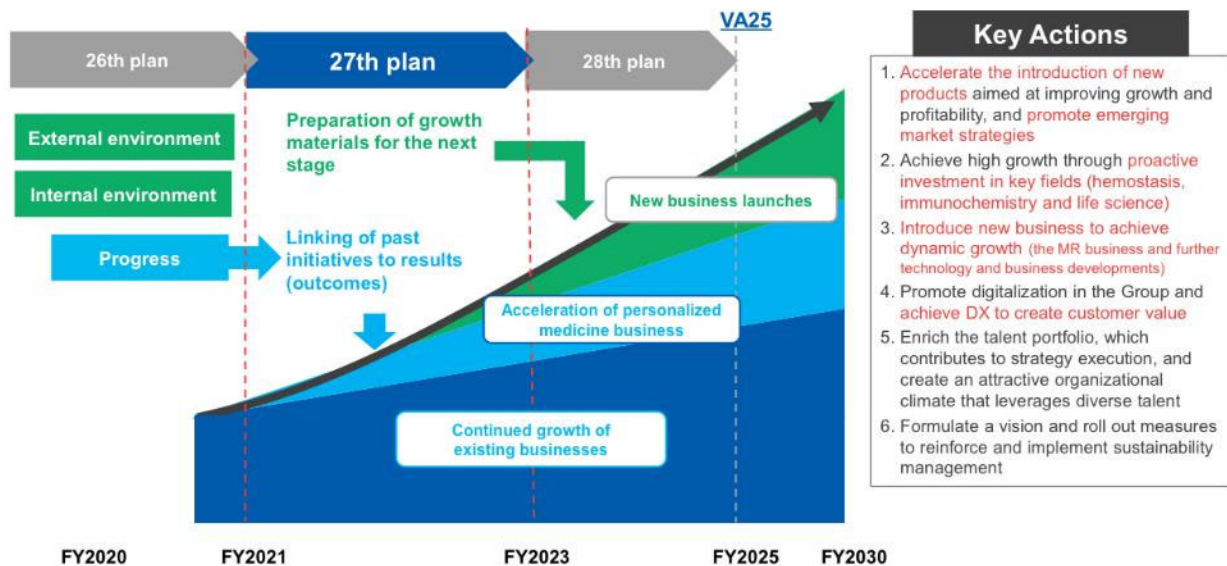 VA25
26th plan
27th plan
28th plan
External environment
Internal environment
Progress
Preparation of growth
materials for the next
stage
Linking of past
initiatives to results
(outcomes)
New business launches
Acceleration of personalized
medicine business
Continued growth of
existing businesses
FY2020
FY2021
FY2023
FY2025
FY2030
Key Actions
1. Accelerate the introduction of new
products aimed at improving growth and
profitability, and promote emerging
market strategies
2. Achieve high growth through proactive
investment in key fields (hemostasis,
immunochemistry and life science)
3. Introduce new business to achieve
dynamic growth (the MR business and further
technology and business developments)
4. Promote digitalization in the Group and
achieve DX to create customer value
5. Enrich the talent portfolio, which
contributes to strategy execution, and
create an attractive organizational
climate that leverages diverse talent
6. Formulate a vision and roll out measures
to reinforce and implement sustainability
management